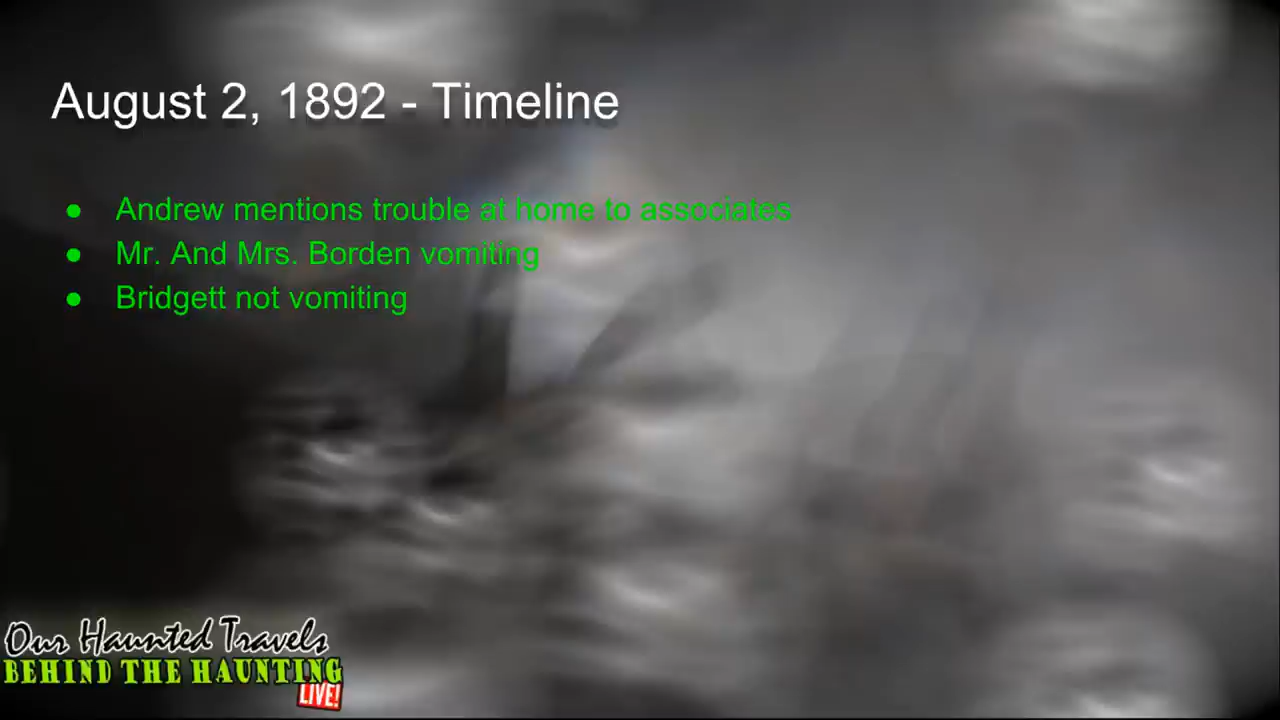 August 2, 1892 - Timeline
● Andrew mentions trouble at home to associates
● Mr. And Mrs. Borden vomiting
● Bridgett not vomiting
Our Haunted Travels
BEHIND THE HAUNTING
LIVE!